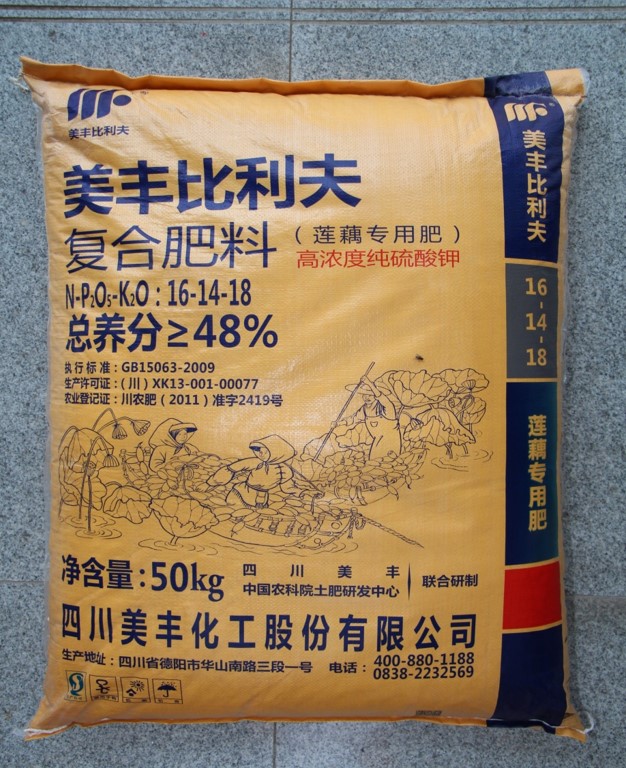 美丰比利夫
美丰比利夫
复合肥料
（莲藕专用肥）
高浓度纯硫酸钾
N-P₂O₅-K₂O：16-14-18
总养分≥48%
执行标准：GB15063-2009
生产许可证：（川）XK13-001-00077
农业登记证：川农肥（2011）准字2419号
净含量：50kg
四川美丰
中国农科院土肥研发中心
联合研制
四川美丰化工股份有限公司
生产地址：四川省德阳市华山南路三段一号
电话：400-880-1188
0838-2232569
美丰比利夫
16-14-18
莲藕专用肥